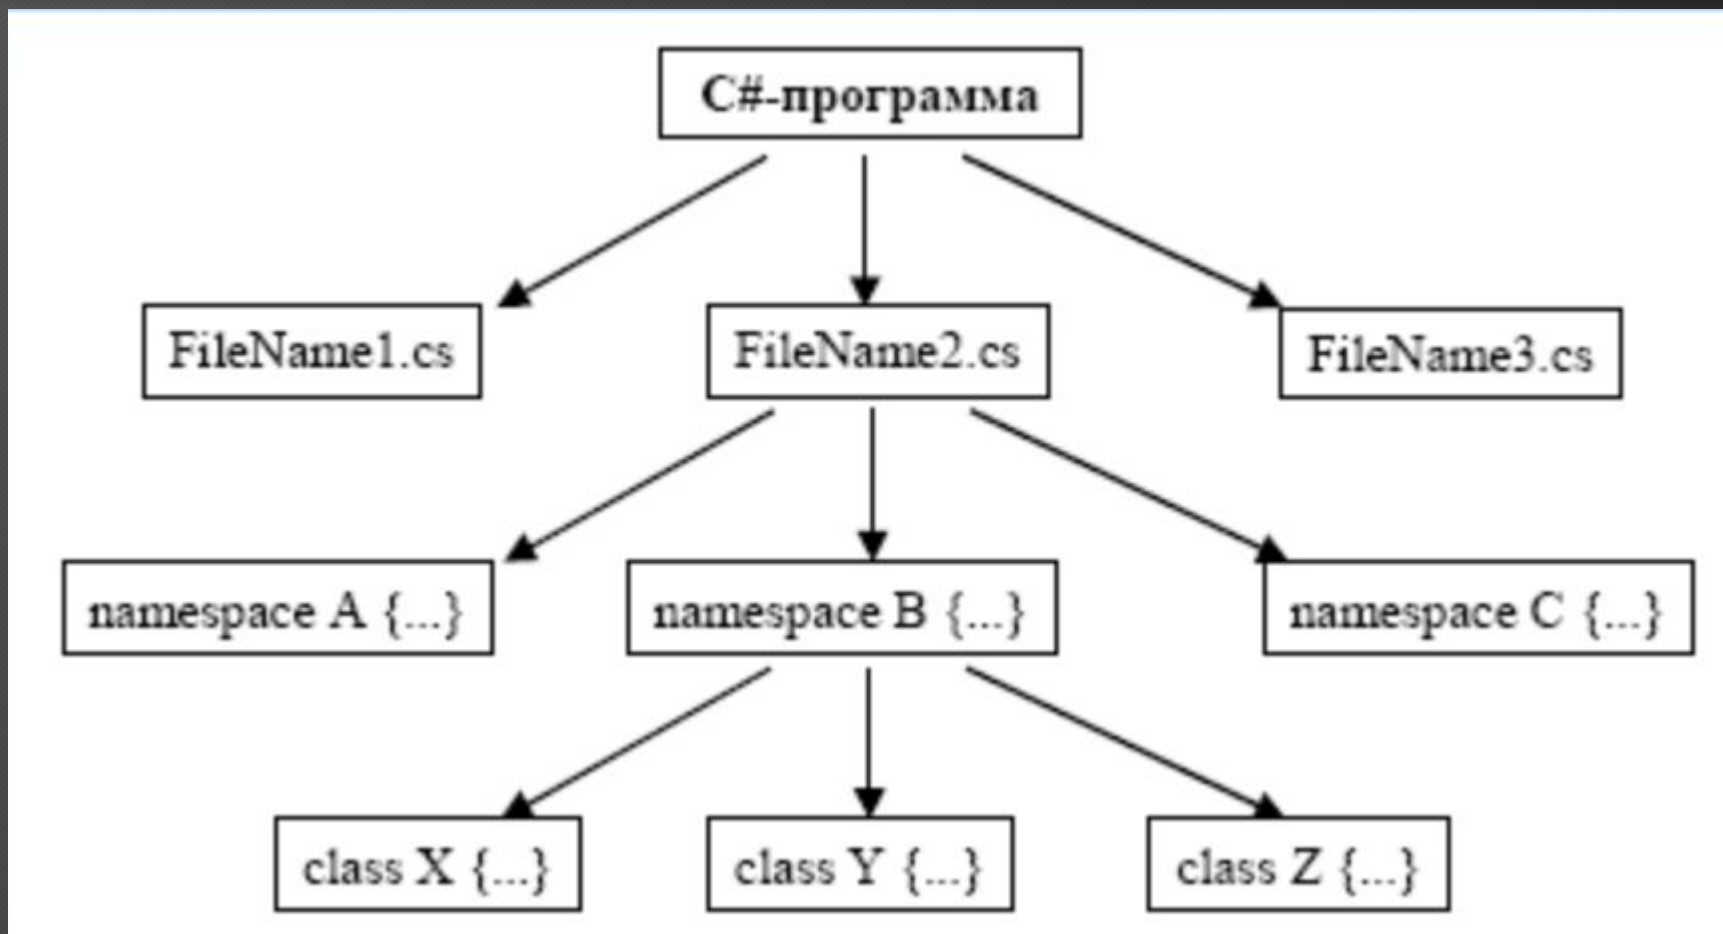 C#-программа
FileName1.cs
FileName2.cs
FileName3.cs
namespace A {...}
namespace B {...}
namespace C {...}
class X {...}
class Y {...}
class Z {...}